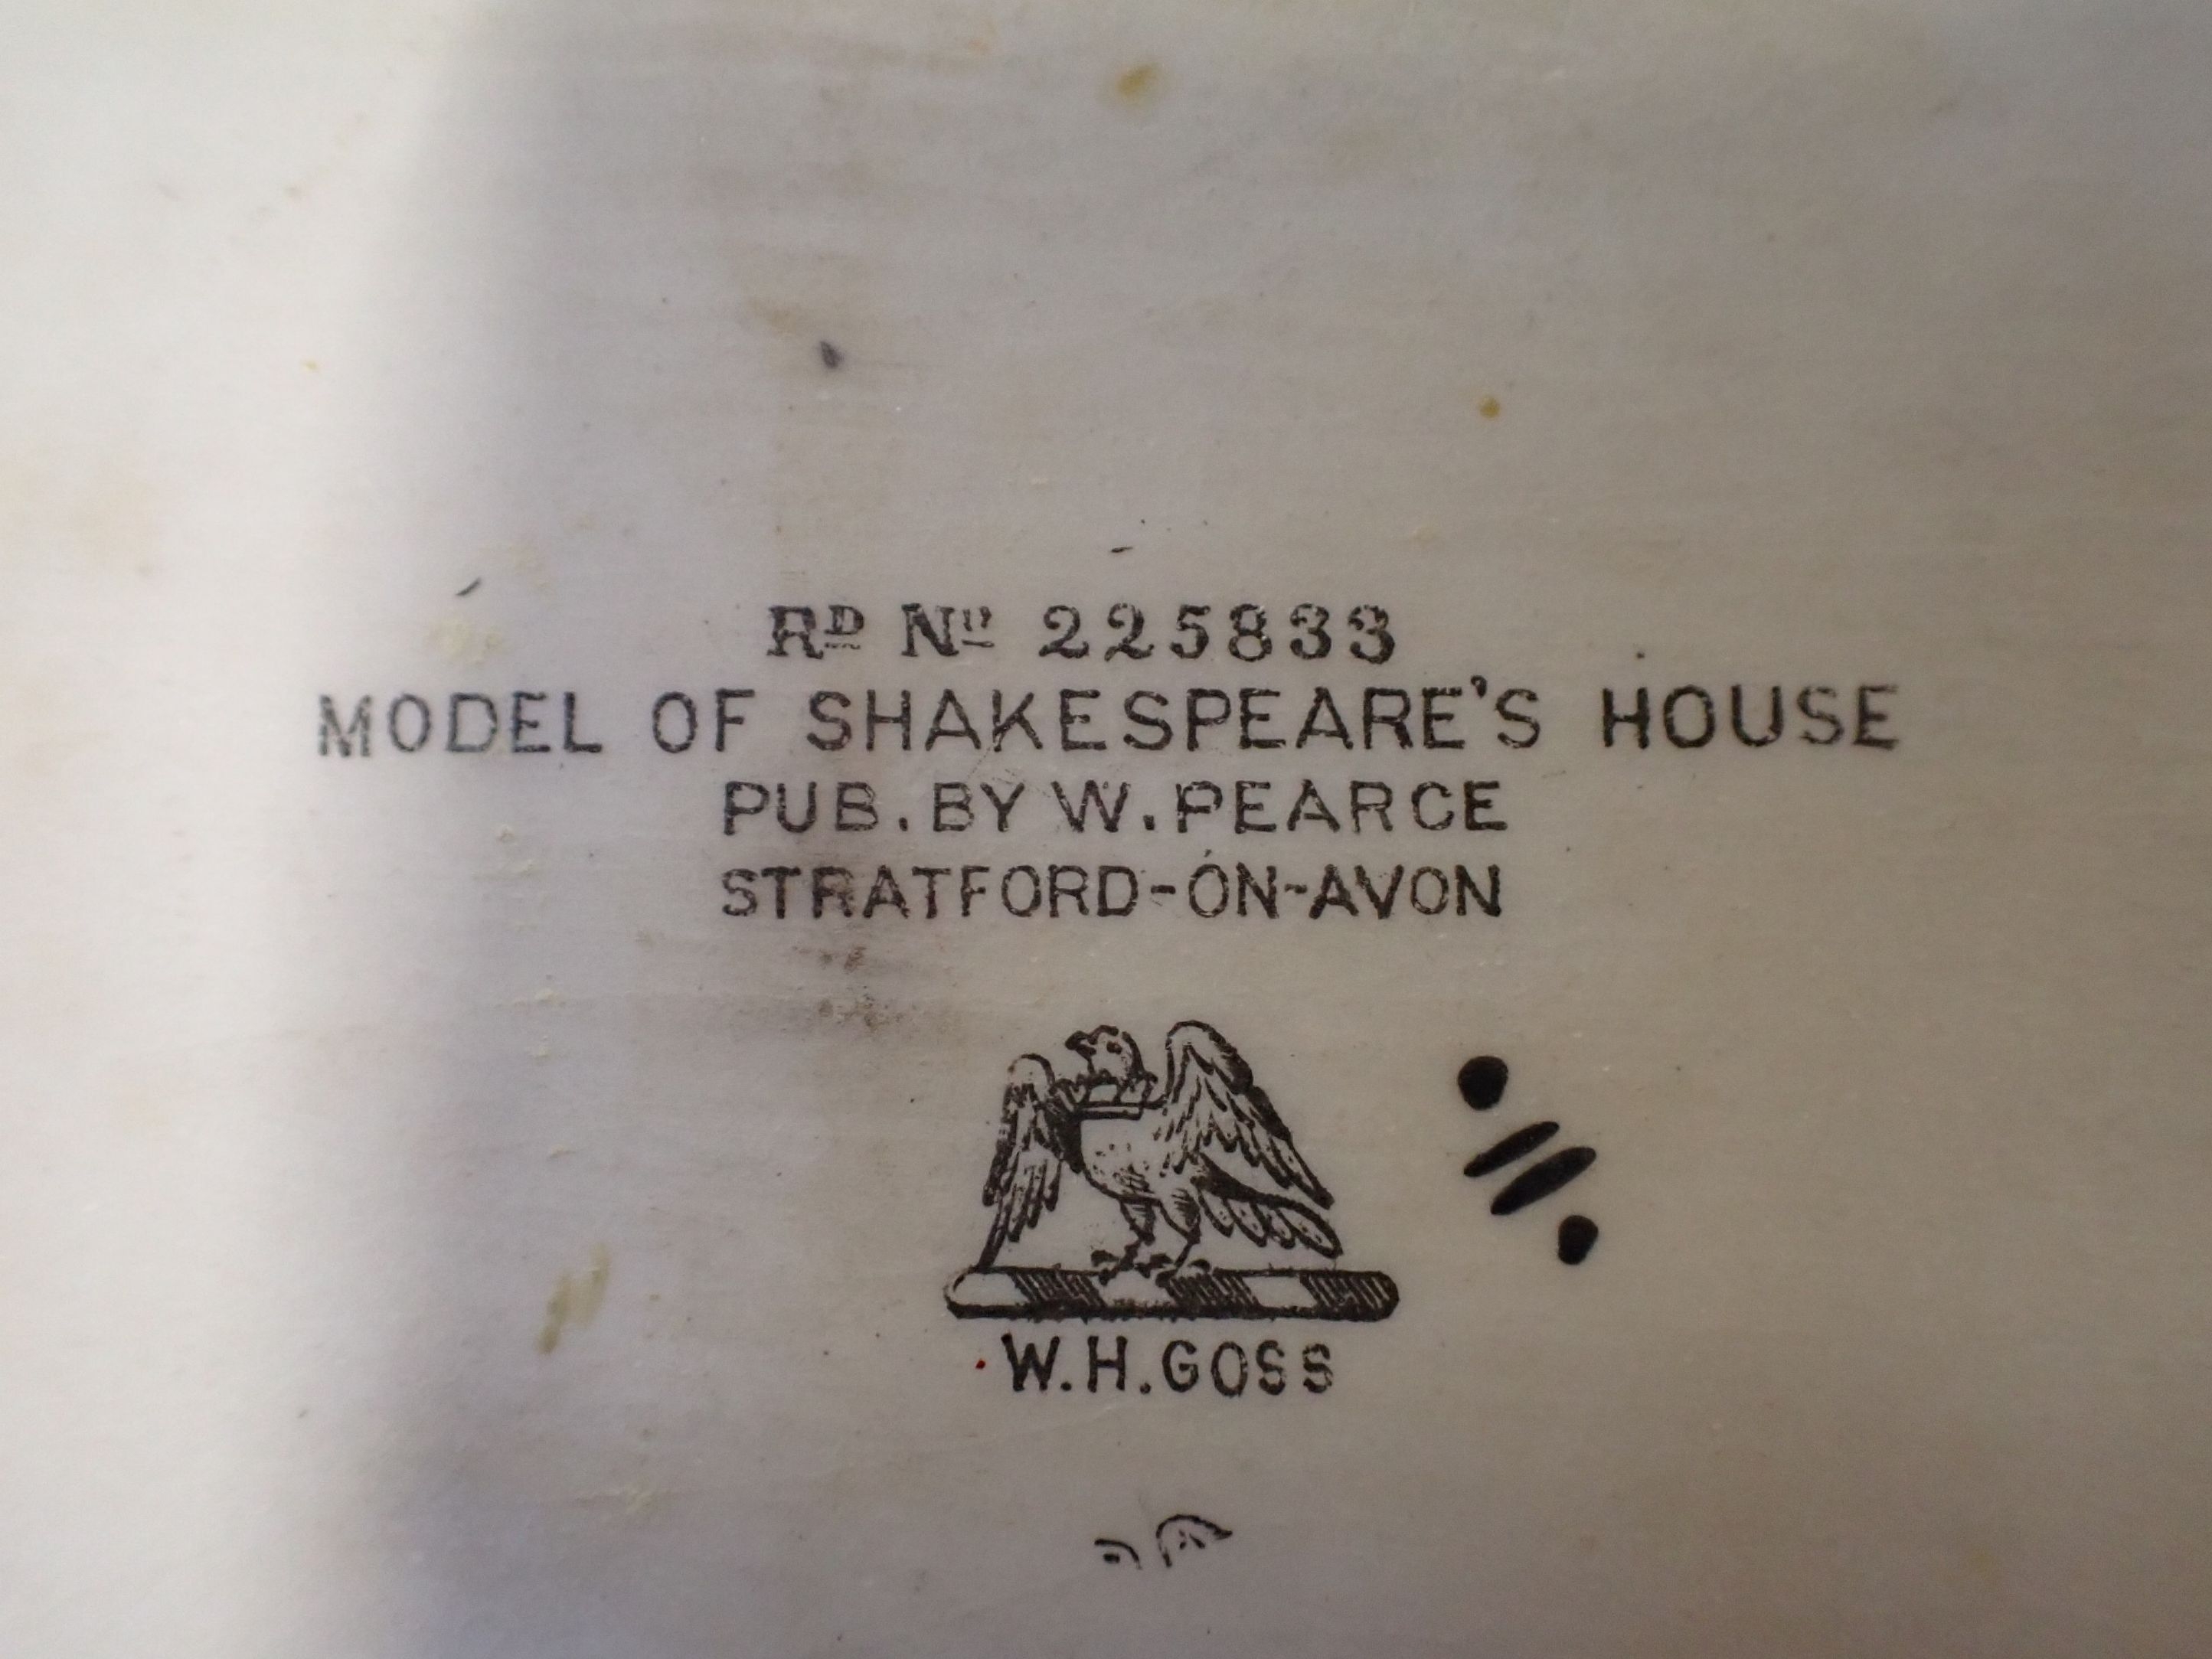 RD No 225833
MODEL OF SHAKESPEARE'S HOUSE
PUB. BY W. PEARCE
STRATFORD-ON-AVON
W.H.GOSS